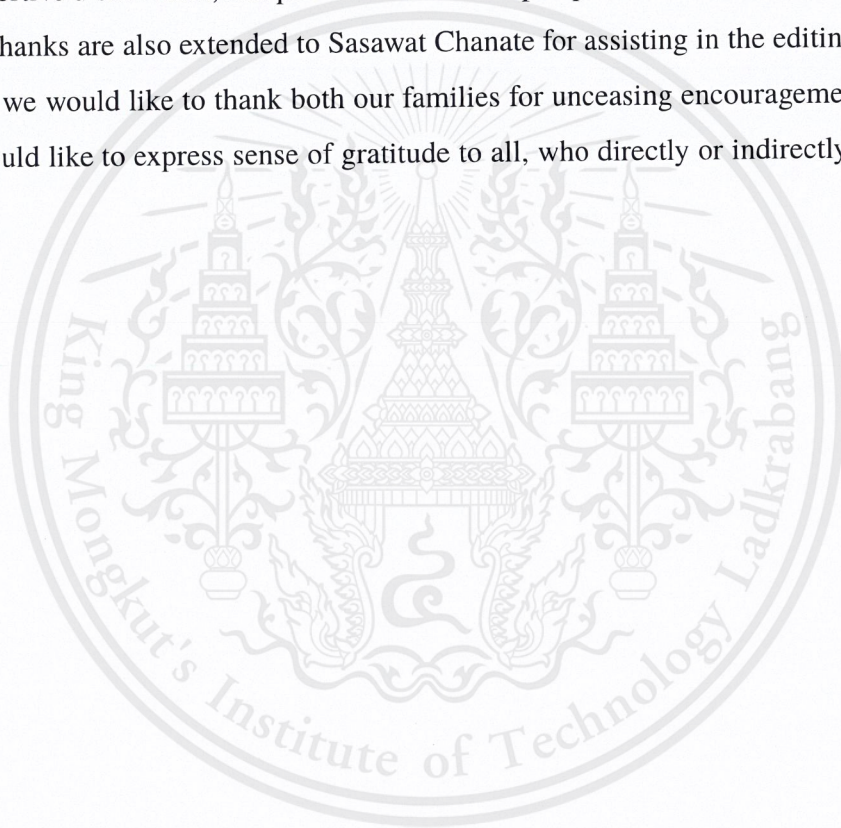 hanks are also extended to Sasawat Chanate for assisting in the editin
we would like to thank both our families for unceasing encourageme
uld like to express sense of gratitude to all, who directly or indirectly
King Mongkut's Institute of Technology Ladkrabang